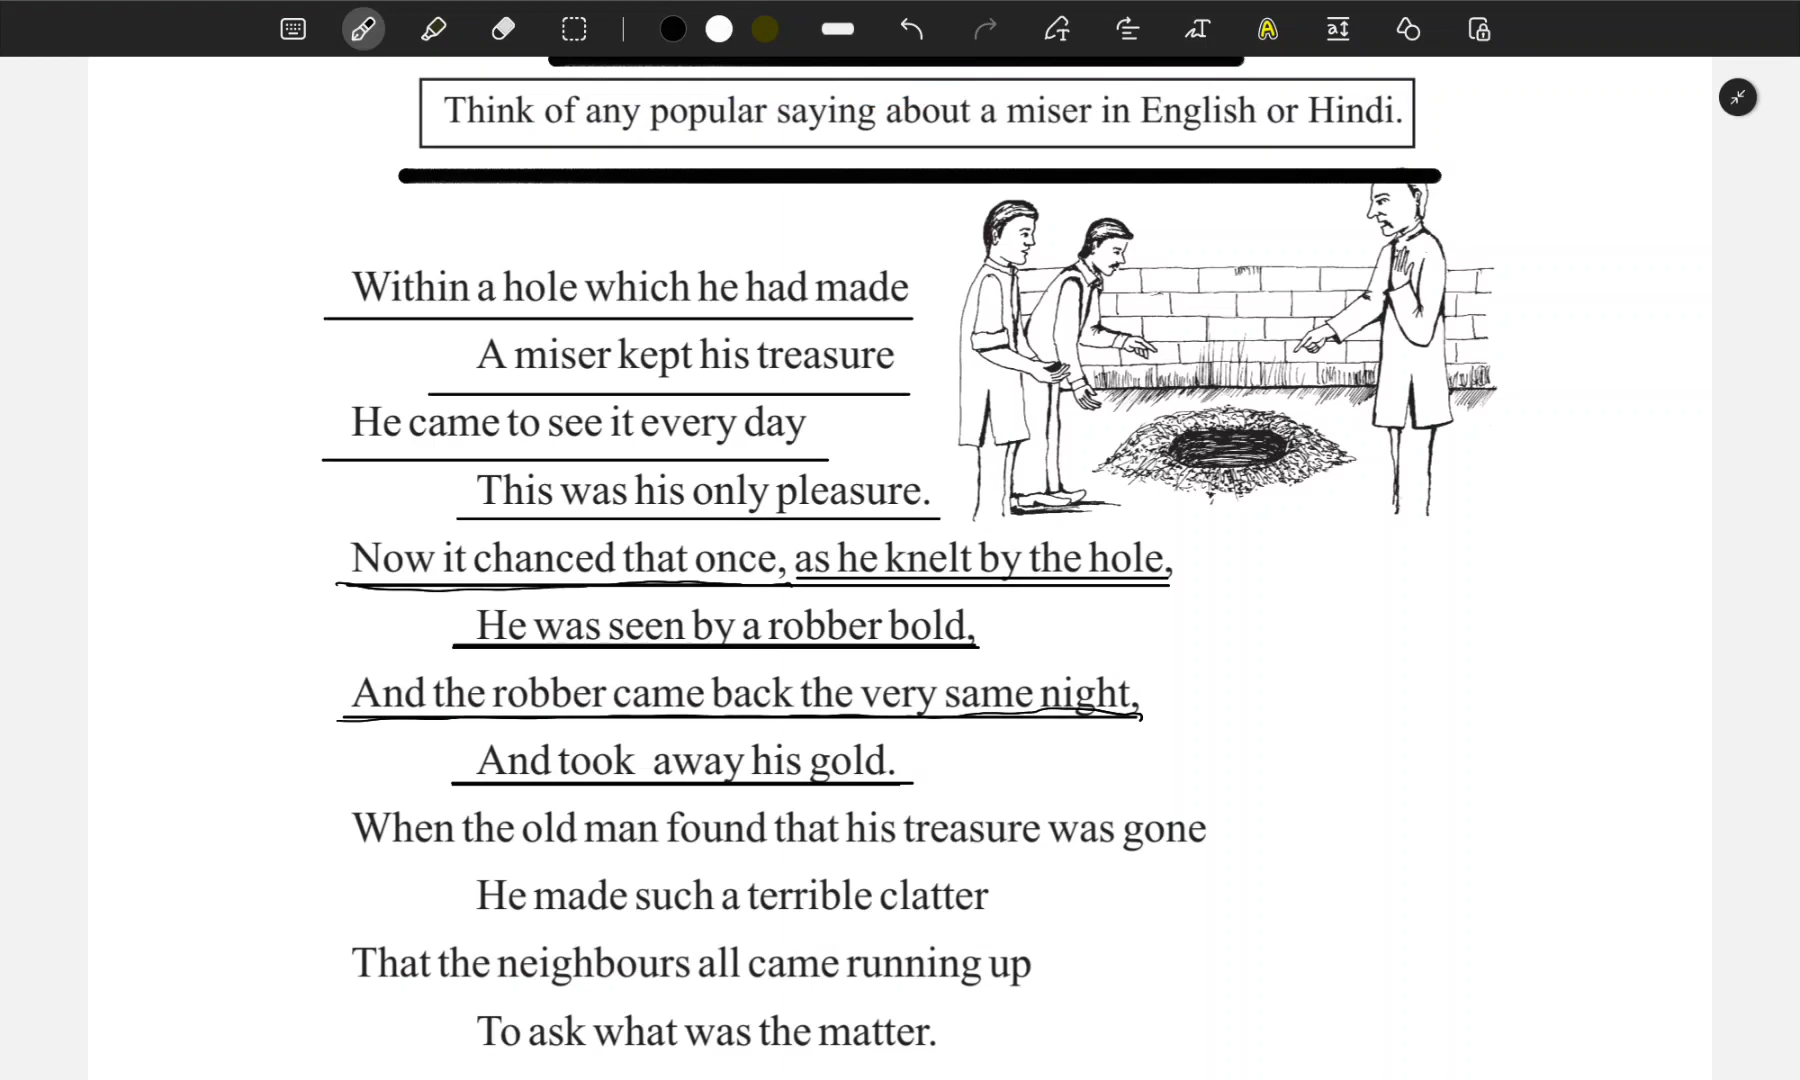 Think of any popular saying about a miser in English or Hindi.
Within a hole which he had made
A miser kept his treasure
He came to see it every day
This was his only pleasure.
Now it chanced that once, as he knelt by the hole,
He was seen by a robber bold,
And the robber came back the very same night,
And took away his gold.
When the old man found that his treasure was gone
He made such a terrible clatter
That the neighbours all came running up
To ask what was the matter.